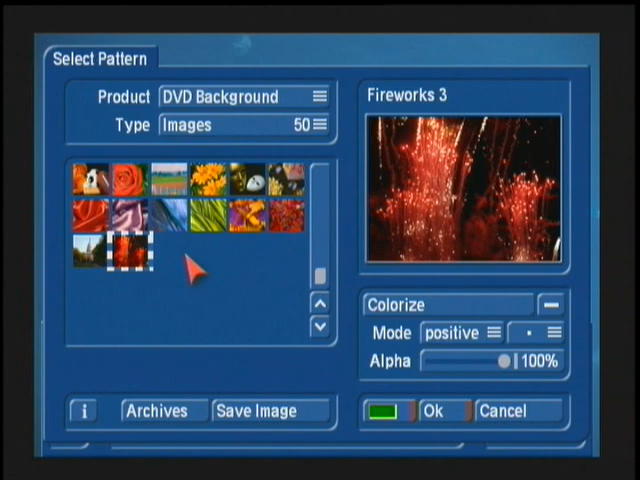 Select Pattern
Product DVD Background
Type Images 50
Fireworks 3
Colorize
Mode positive
Alpha 100%
i Archives Save Image Ok Cancel